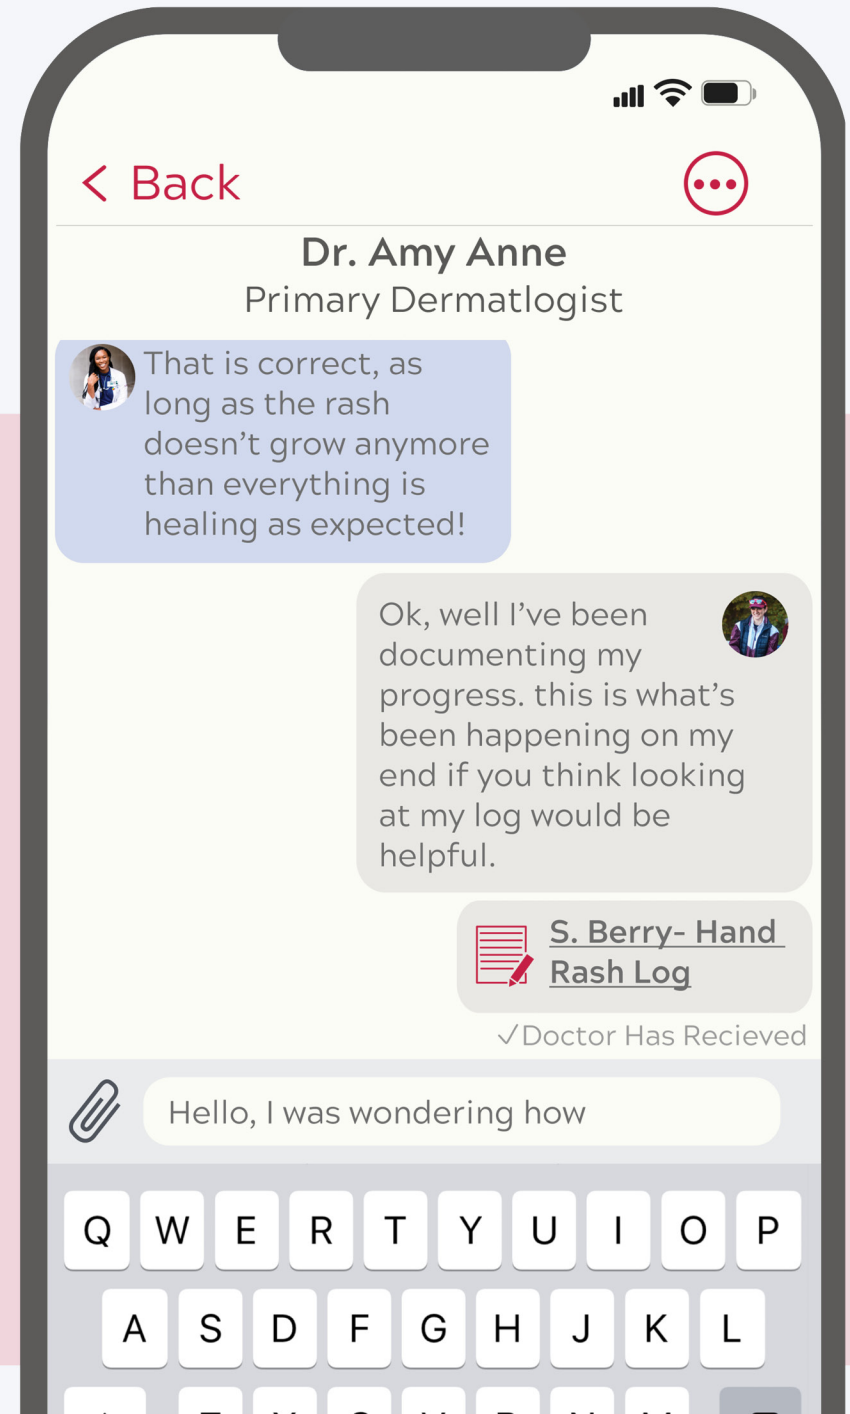 Back
Dr. Amy Anne
Primary Dermatlogist
That is correct, as
long as the rash
doesn't grow anymore
than everything is
healing as expected!
Ok, well I've been
documenting my
progress. this is what's
been happening on my
end if you think looking
at my log would be
helpful.
S. Berry- Hand
Rash Log
✓Doctor Has Recieved
Hello, I was wondering how
Q W E R T Y U I O P
A S D F G H J K L